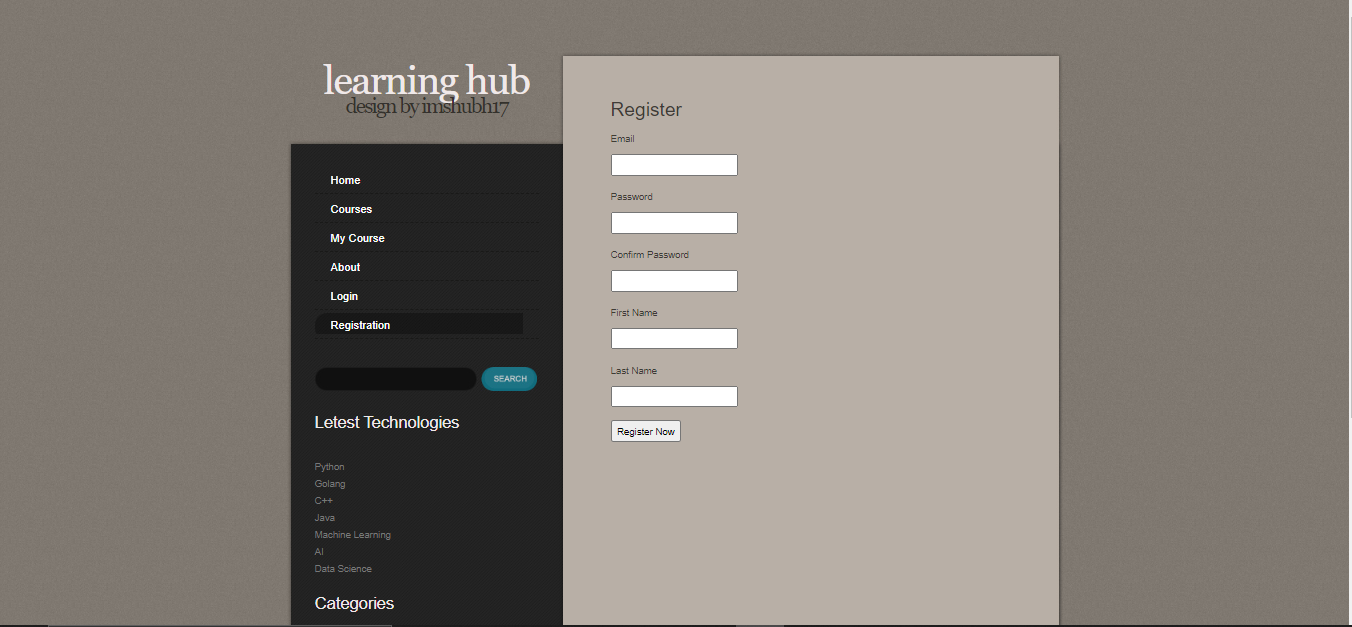 learning hub
design by imshubh17
Home
Courses
My Course
About
Login
Registration
SEARCH
Letest Technologies
Python
Golang
C++
Java
Machine Learning
AI
Data Science
Categories
Register
Email
Password
Confirm Password
First Name
Last Name
Register Now